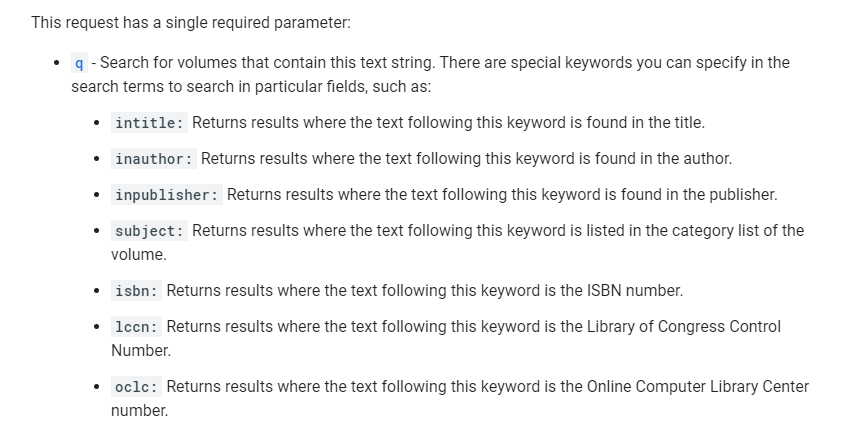 This request has a single required parameter:
• q - Search for volumes that contain this text string. There are special keywords you can specify in the
search terms to search in particular fields, such as:
• intitle: Returns results where the text following this keyword is found in the title.
• inauthor: Returns results where the text following this keyword is found in the author.
• inpublisher: Returns results where the text following this keyword is found in the publisher.
• subject: Returns results where the text following this keyword is listed in the category list of the
volume.
• isbn: Returns results where the text following this keyword is the ISBN number.
• lccn: Returns results where the text following this keyword is the Library of Congress Control
Number.
• oclc: Returns results where the text following this keyword is the Online Computer Library Center
number.